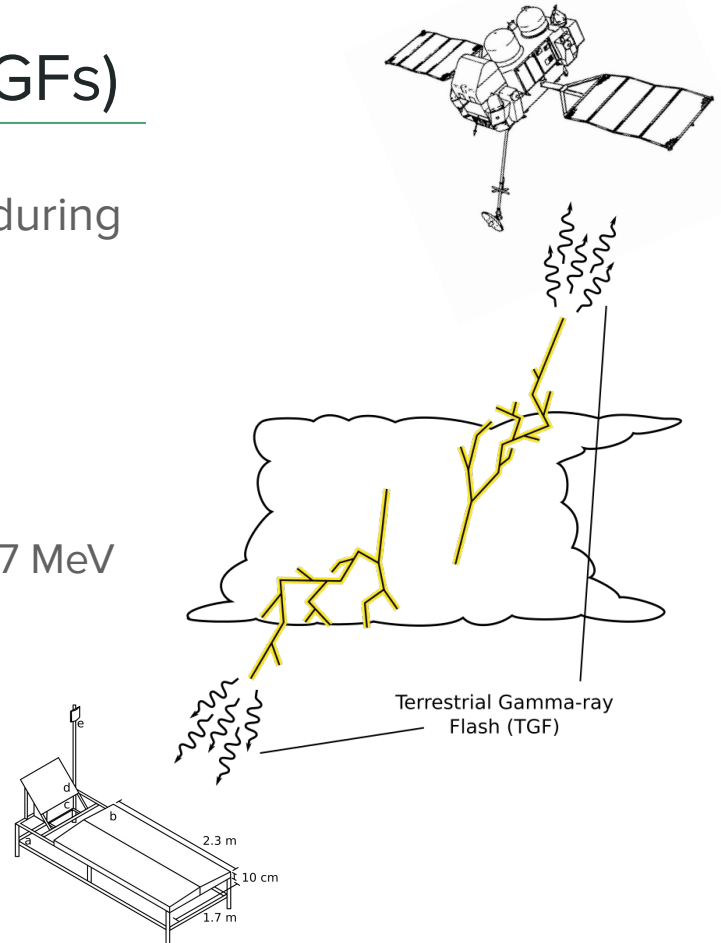 GFs)
during
7 MeV
Terrestrial Gamma-ray
Flash (TGF)
e
d
c
b
a
2.3 m
10 cm
1.7 m